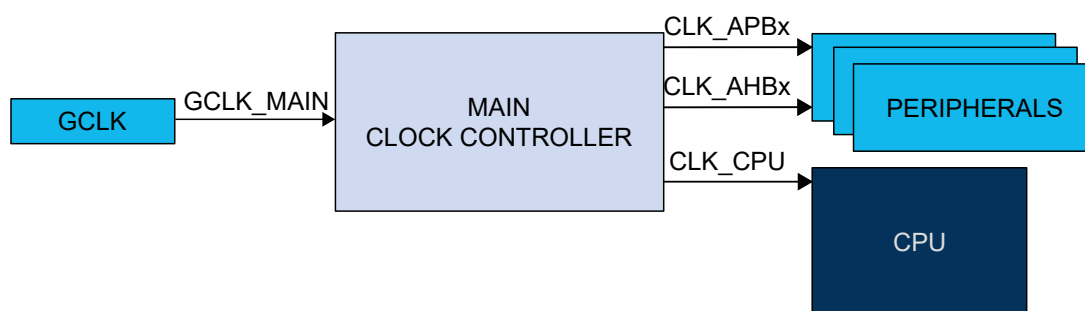 GCLK
GCLK_MAIN
MAIN
CLOCK CONTROLLER
CLK_APBx
CLK_AHBx
CLK_CPU
PERIPHERALS
CPU